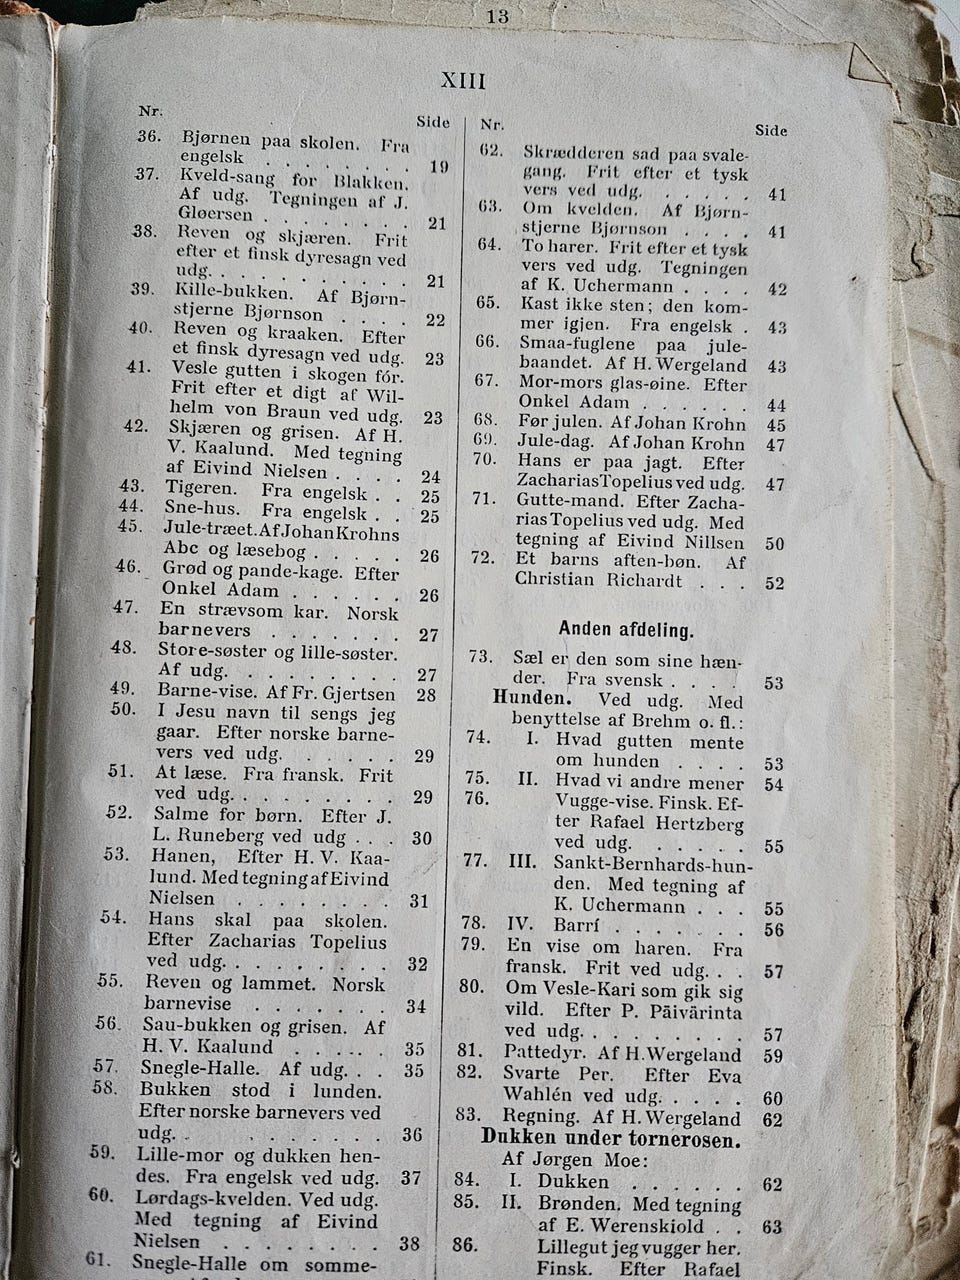 13
XIII
Nr.
Side
36. Bjørnen paa skolen. Fra
engelsk . . . . . . . 19
37. Kveld-sang for Blakken.
Af udg. Tegningen af J.
Gløersen . . . . . . . 21
38. Reven og skjæren. Frit
efter et finsk dyresagn ved
udg. . . . . . . . . 21
39. Kille-bukken. Af Bjørn-
stjerne Bjørnson . . . . 22
40. Reven og kraaken. Efter
et finsk dyresagn ved udg. 23
41. Vesle gutten i skogen fór.
Frit efter et digt af Wil-
helm von Braun ved udg. 23
42. Skjæren og grisen. Af H.
V. Kaalund. Med tegning
af Eivind Nielsen . . . . 24
43. Tigeren. Fra engelsk . . 25
44. Sne-hus. Fra engelsk . . 25
45. Jule-træet. Af Johan Krohns
Abc og læsebog . . . . . 26
46. Grød og pande-kage. Efter
Onkel Adam . . . . . . 26
47. En strævsom kar. Norsk
barnevers . . . . . . . 27
48. Store-søster og lille-søster.
Af udg. . . . . . . . 27
49. Barne-vise. Af Fr. Gjertsen 28
50. I Jesu navn til sengs jeg
gaar. Efter norske barne-
vers ved udg. . . . . . 29
51. At læse. Fra fransk. Frit
ved udg. . . . . . . . . 29
52. Salme for børn. Efter J.
L. Runeberg ved udg . . . 30
53. Hanen, Efter H. V. Kaa-
lund. Med tegning af Eivind
Nielsen . . . . . . . . 31
54. Hans skal paa skolen.
Efter Zacharias Topelius
ved udg. . . . . . . . . 32
55. Reven og lammet. Norsk
barnevise . . . . . . . 34
56. Sau-bukken og grisen. Af
H. V. Kaalund . . . . . 35
57. Snegle-Halle. Af udg. . . 35
58. Bukken stod i lunden.
Efter norske barnevers ved
udg. . . . . . . . . . 36
59. Lille-mor og dukken hen-
des. Fra engelsk ved udg. 37
60. Lørdags-kvelden. Ved udg.
Med tegning af Eivind
Nielsen . . . . . . . . 38
61. Snegle-Halle om somme-
Nr.
Side
62. Skrædderen sad paa svale-
gang. Frit efter et tysk
vers ved udg. . . . . . 41
63. Om kvelden. Af Bjørn-
stjerne Bjørnson . . . . 41
64. To harer. Frit efter et tysk
vers ved udg. Tegningen
af K. Uchermann . . . . 42
65. Kast ikke sten; den kom-
mer igjen. Fra engelsk . 43
66. Smaa-fuglene paa jule-
baandet. Af H. Wergeland 43
67. Mor-mors glas-øine. Efter
Onkel Adam . . . . . . 44
68. Før julen. Af Johan Krohn 45
69. Jule-dag. Af Johan Krohn 47
70. Hans er paa jagt. Efter
Zacharias Topelius ved udg. 47
71. Gutte-mand. Efter Zacha-
rias Topelius ved udg. Med
tegning af Eivind Nillsen 50
72. Et barns aften-bøn. Af
Christian Richardt . . . 52
Anden afdeling.
73. Sæl er den som sine hæn-
der. Fra svensk . . . . 53
Hunden. Ved udg. Med
benyttelse af Brehm o. fl.:
74. I. Hvad gutten mente
om hunden . . . . 53
75. II. Hvad vi andre mener 54
76. Vugge-vise. Finsk. Ef-
ter Rafael Hertzberg
ved udg. . . . . . 55
77. III. Sankt-Bernhards-hun-
den. Med tegning af
K. Uchermann . . . 55
78. IV. Barrí . . . . . . . 56
79. En vise om haren. Fra
fransk. Frit ved udg. . . 57
80. Om Vesle-Kari som gik sig
vild. Efter P. Päivärinta
ved udg. . . . . . . . 57
81. Pattedyr. Af H. Wergeland 59
82. Svarte Per. Efter Eva
Wahlén ved udg. . . . . 60
83. Regning. Af H. Wergeland 62
Dukken under tornerosen.
Af Jørgen Moe:
84. I. Dukken . . . . . . 62
85. II. Brønden. Med tegning
af E. Werenskiold . . 63
86. Lillegut jeg vugger her.
Finsk. Efter Rafael